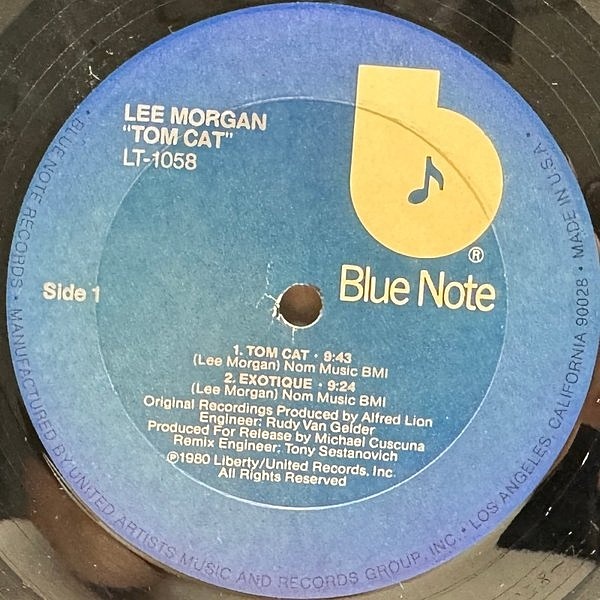 LEE MORGAN
"TOM CAT"
LT-1058
®
Blue Note
Side 1
1. TOM CAT • 9:43
(Lee Morgan) Nom Music BMI
2. EXOTIQUE • 9:24
(Lee Morgan) Nom Music BMI
Original Recordings Produced by Alfred Lion
Engineer: Rudy Van Gelder
Produced For Release by Michael Cuscuna
Remix Engineer: Tony Sestanovich
℗1980 Liberty/United Records, Inc.
All Rights Reserved
• BLUE NOTE RECORDS • MANUFACTURED BY UNITED ARTISTS MUSIC AND RECORDS GROUP, INC. • LOS ANGELES CALIFORNIA 90028 • MADE IN U.S.A. •